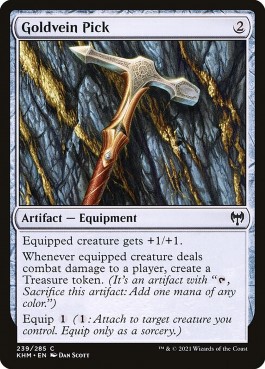 Goldvein Pick 2
Artifact — Equipment
Equipped creature gets +1/+1.
Whenever equipped creature deals
combat damage to a player, create a
Treasure token. (It's an artifact with “,
Sacrifice this artifact: Add one mana of any
color.”)
Equip 1 (1: Attach to target creature you
control. Equip only as a sorcery.)
239/285 C
KHM • EN DAN SCOTT
™ & © 2021 Wizards of the Coast